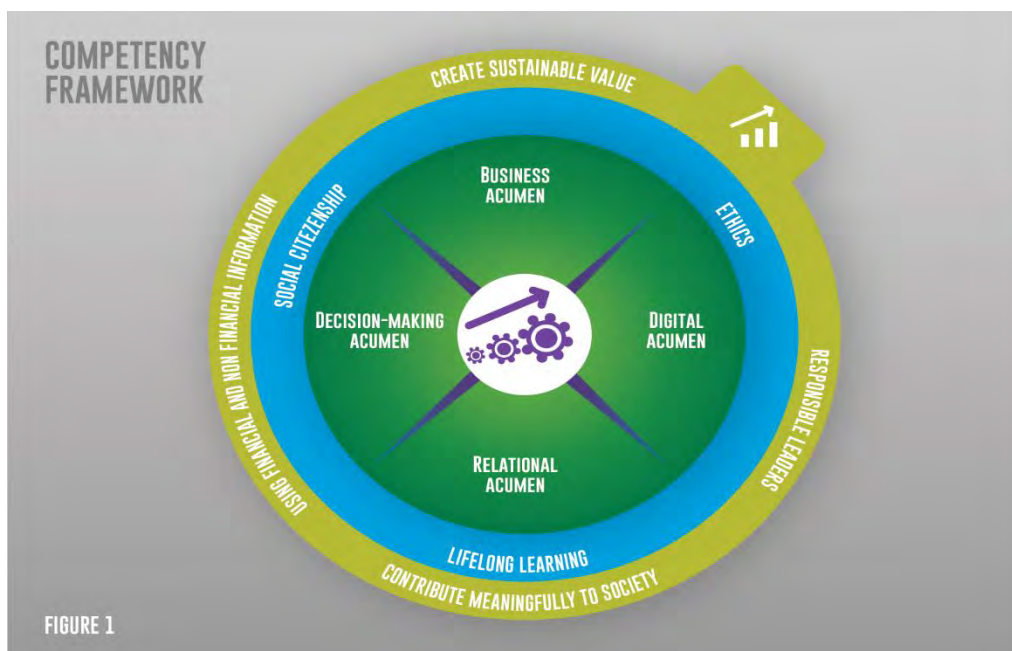 COMPETENCY
FRAMEWORK
CREATE SUSTAINABLE VALUE
SOCIAL CITEZENSHIP
ETHICS
BUSINESS
ACUMEN
DECISION-MAKING
ACUMEN
DIGITAL
ACUMEN
RELATIONAL
ACUMEN
USING FINANCIAL AND NON FINANCIAL INFORMATION
RESPONSIBLE LEADERS
LIFELONG LEARNING
CONTRIBUTE MEANINGFULLY TO SOCIETY
FIGURE 1